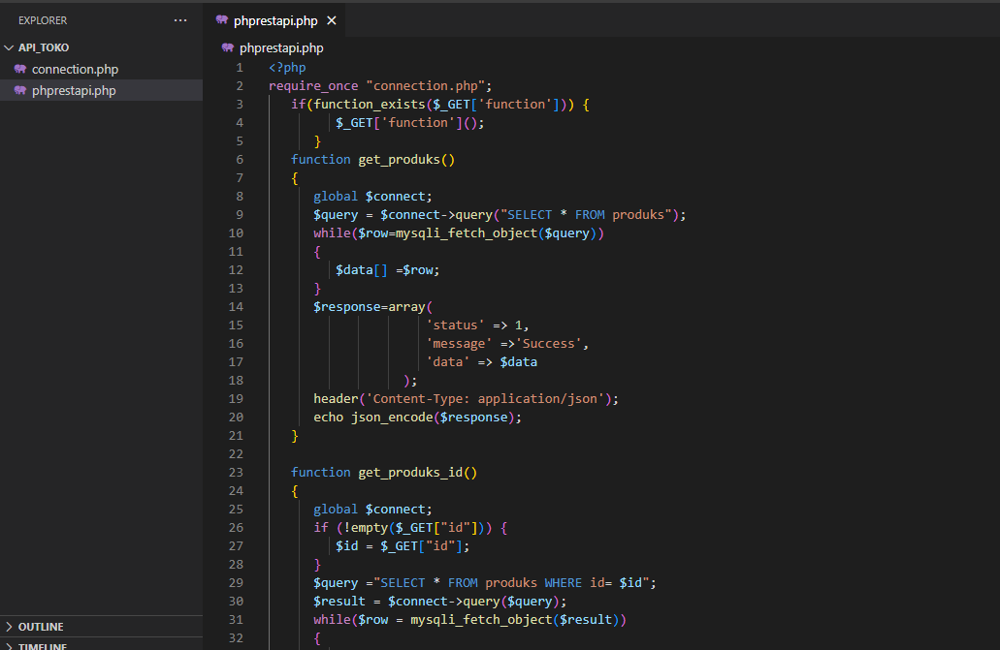 EXPLORER
...
phprestapi.php
API_TOKO
connection.php
phprestapi.php
OUTLINE
TIMELINE
phprestapi.php
1 <?php
2 require_once "connection.php";
3 if(function_exists($_GET['function'])) {
4 $_GET['function']();
5 }
6 function get_produks()
7 {
8 global $connect;
9 $query = $connect->query("SELECT * FROM produks");
10 while($row=mysqli_fetch_object($query))
11 {
12 $data[] =$row;
13 }
14 $response=array(
15 'status' => 1,
16 'message' =>'Success',
17 'data' => $data
18 );
19 header('Content-Type: application/json');
20 echo json_encode($response);
21 }
22
23 function get_produks_id()
24 {
25 global $connect;
26 if (!empty($_GET["id"])) {
27 $id = $_GET["id"];
28 }
29 $query ="SELECT * FROM produks WHERE id= $id";
30 $result = $connect->query($query);
31 while($row = mysqli_fetch_object($result))
32 {